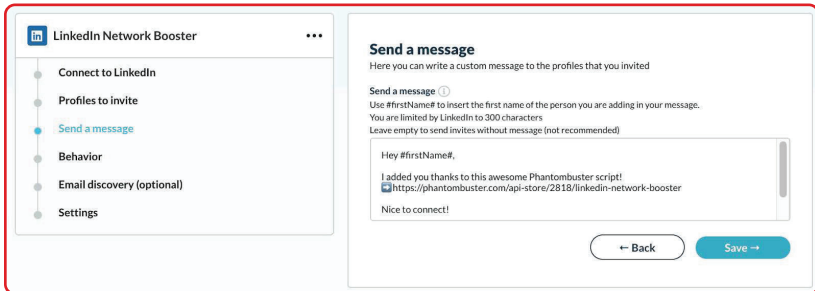 in LinkedIn Network Booster
Connect to LinkedIn
Profiles to invite
Send a message
Behavior
Email discovery (optional)
Settings
Send a message
Here you can write a custom message to the profiles that you invited
Send a message i
Use #firstName# to insert the first name of the person you are adding in your message.
You are limited by LinkedIn to 300 characters
Leave empty to send invites without message (not recommended)
Hey #firstName#,
I added you thanks to this awesome Phantombuster script!
➡https://phantombuster.com/api-store/2818/linkedin-network-booster
Nice to connect!
← Back
Save →